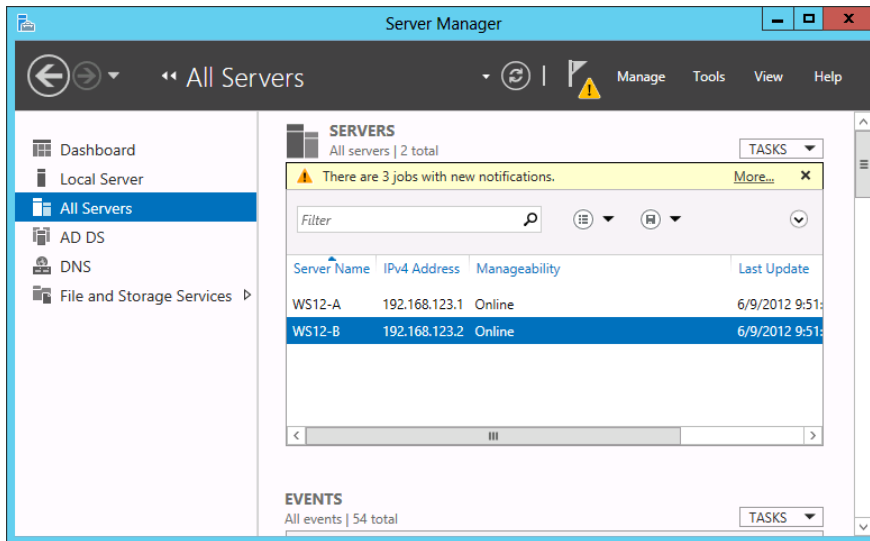 Server Manager
All Servers
Manage Tools View Help
Dashboard
Local Server
All Servers
AD DS
DNS
File and Storage Services
SERVERS
All servers | 2 total
TASKS
There are 3 jobs with new notifications.
More...
Filter
Server Name IPv4 Address Manageability Last Update
WS12-A 192.168.123.1 Online 6/9/2012 9:51:
WS12-B 192.168.123.2 Online 6/9/2012 9:51:
EVENTS
All events | 54 total
TASKS